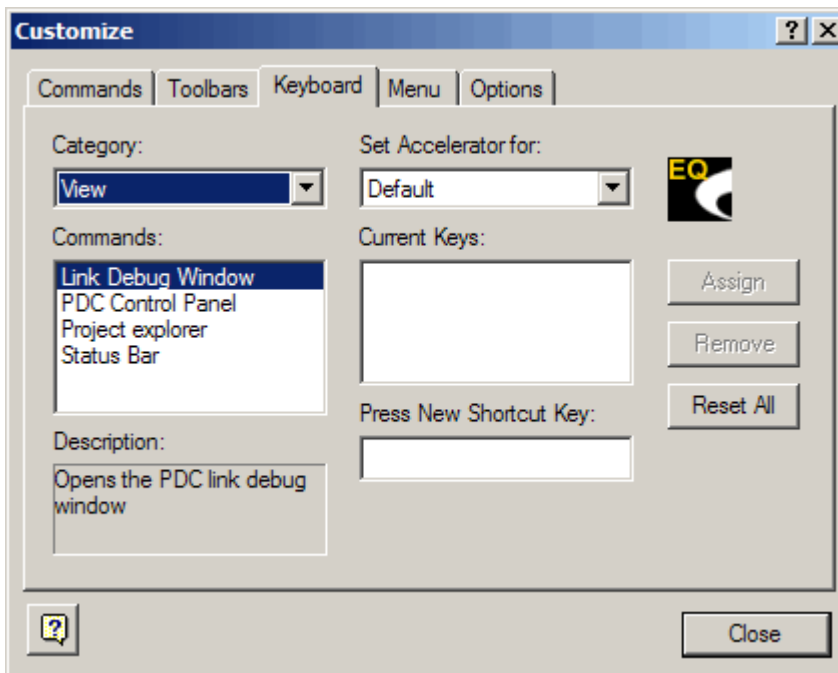 Customize
Commands
Toolbars
Keyboard
Menu
Options
Category:
View
Commands:
Link Debug Window
PDC Control Panel
Project explorer
Status Bar
Description:
Opens the PDC link debug
window
Set Accelerator for:
Default
Current Keys:
Press New Shortcut Key:
EQ
Assign
Remove
Reset All
?
Close